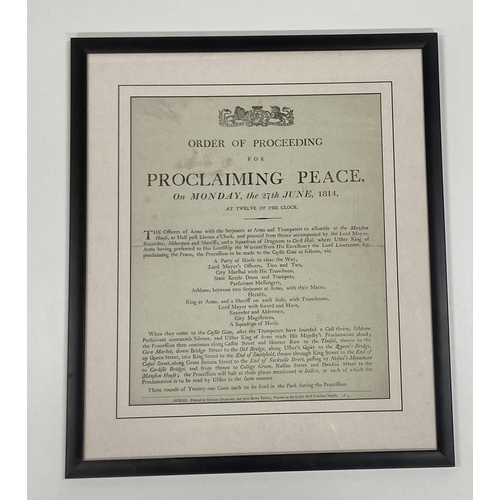 ORDER OF PROCEEDING
FOR
PROCLAIMING PEACE,
On MONDAY, the 27th JUNE, 1814,
AT TWELVE OF THE CLOCK.
THE Officers of Arms with the Serjeants at Arms and Trumpeters to assemble at the Mansion
House, at Half past Eleven o'Clock, and proceed from thence accompanied by the Lord Mayor,
Recorder, Aldermen and Sheriffs, and a Squadron of Dragoons to Cork Hill, where Ulster King of
Arms having presented to his Lordship the Warrant from His Excellency the Lord Lieutenant for
proclaiming the Peace, the Procession to be made to the Castle Gate as follows, viz.
A Party of Horse to clear the Way,
Lord Mayor's Officers, Two and Two,
City Marshal with His Truncheon,
State Kettle Drum and Trumpets,
Pursuivant Messengers,
Athlone, between two Serjeants at Arms, with their Maces,
Heralds,
King at Arms, and a Sheriff on each Side, with Truncheons,
Lord Mayor with Sword and Mace,
Recorder and Aldermen,
City Magistrates,
A Squadron of Horse.
When they come to the Castle Gate, after the Trumpeters have sounded a Call thrice, Athlone
Pursuivant commands Silence, and Ulster King of Arms reads His Majesty's Proclamation aloud;
the Procession then continues along Castle Street and Skinner Row to the Tholsel, thence to the
Corn Market, down Bridge Street to the Old Bridge, along Usher's Quay to the Queen's Bridge,
up Queen Street, into King Street to the End of Smithfield, thence through King Street to the End of
Capel Street, along Great Britain Street to the End of Sackville Street, passing by Nelson's Monument
to Carlisle Bridge, and from thence to College Green, Nassau Street and Dawson Street to the
Mansion House; the Procession will halt at those places mentioned in Italics, at each of which the
Proclamation is to be read by Ulster in the same manner
Three rounds of Twenty-one Guns each to be fired in the Park during the Procession.
DUBLIN: Printed by George Grierson